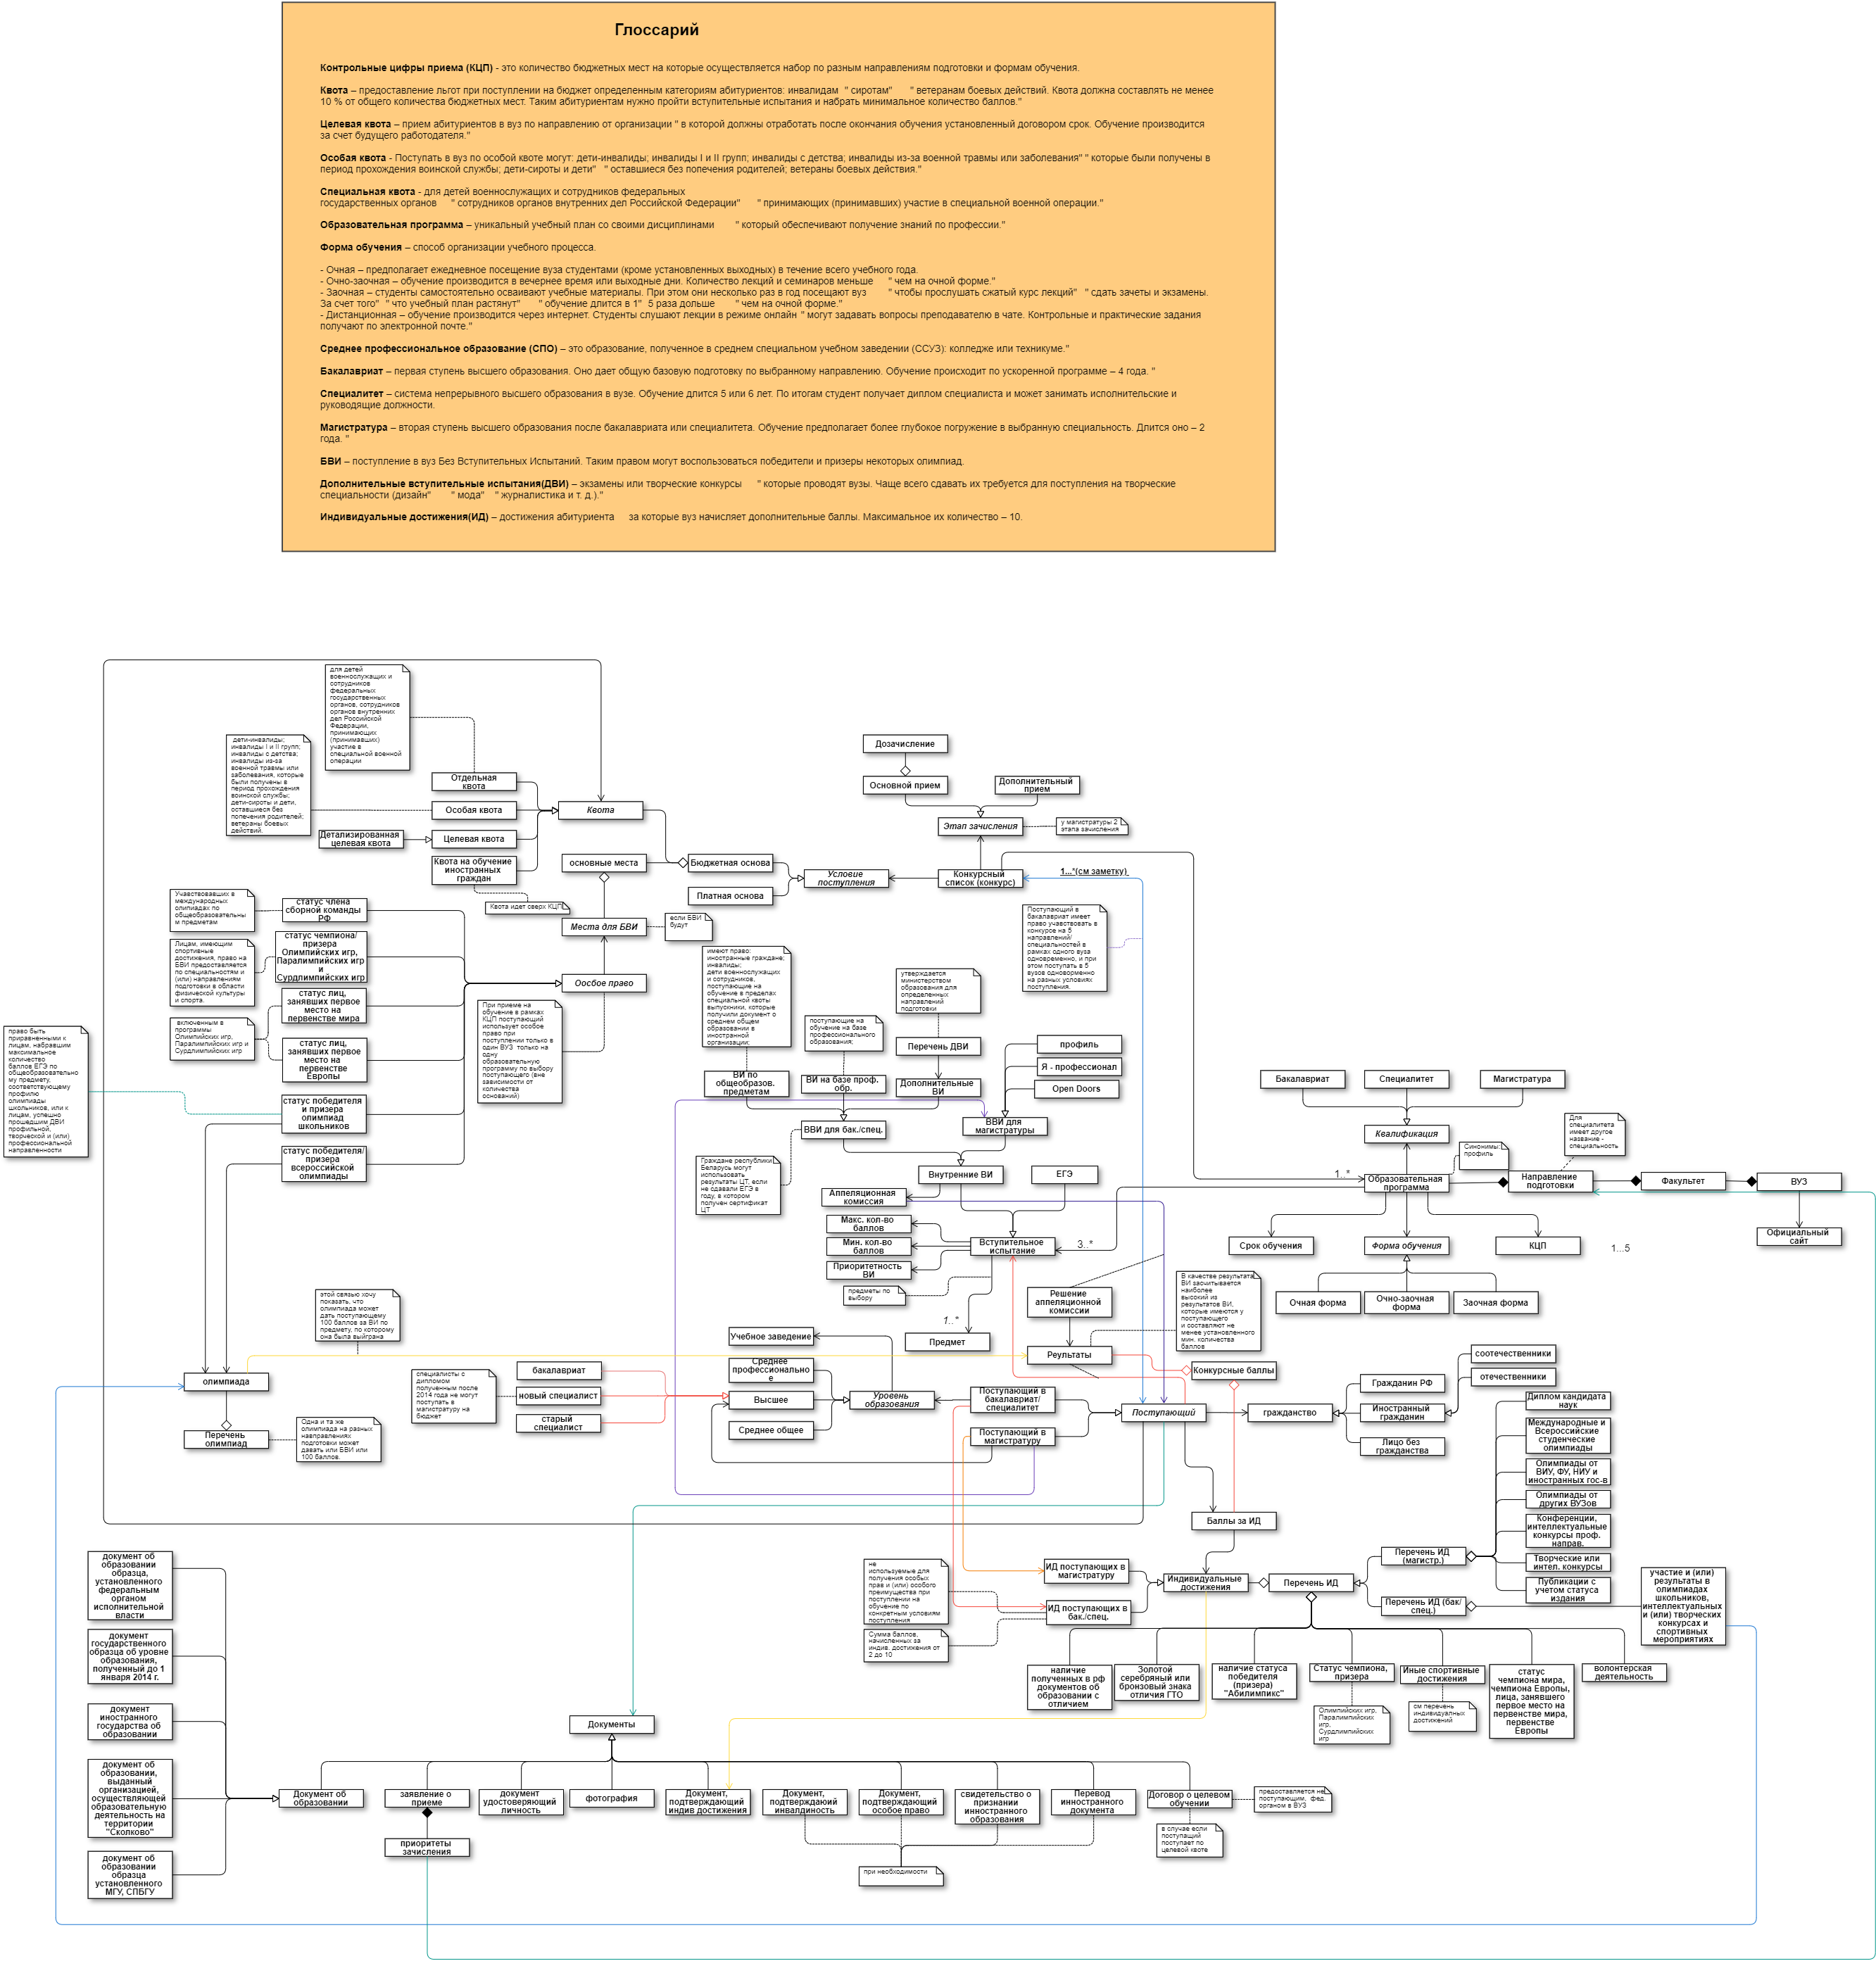 Глоссарий
Контрольные цифры приема (КЦП) - это количество бюджетных мест на которые осуществляется набор по разным направлениям подготовки и формам обучения.
Квота – предоставление льгот при поступлении на бюджет определенным категориям абитуриентов: инвалидам " сиротам" " ветеранам боевых действий. Квота должна составлять не менее
10 % от общего количества бюджетных мест. Таким абитуриентам нужно пройти вступительные испытания и набрать минимальное количество баллов."
Целевая квота – прием абитуриентов в вуз по направлению от организации " в которой должны отработать после окончания обучения установленный договором срок. Обучение производится
за счет будущего работодателя."
Особая квота - Поступать в вуз по особой квоте могут: дети-инвалиды; инвалиды I и II групп; инвалиды с детства; инвалиды из-за военной травмы или заболевания" " которые были получены в
период прохождения воинской службы; дети-сироты и дети" " оставшиеся без попечения родителей; ветераны боевых действия."
Специальная квота - для детей военнослужащих и сотрудников федеральных
государственных органов " сотрудников органов внутренних дел Российской Федерации" " принимающих (принимавших) участие в специальной военной операции."
Образовательная программа – уникальный учебный план со своими дисциплинами " который обеспечивают получение знаний по профессии."
Форма обучения – способ организации учебного процесса.
- Очная – предполагает ежедневное посещение вуза студентами (кроме установленных выходных) в течение всего учебного года.
- Очно-заочная – обучение производится в вечернее время или выходные дни. Количество лекций и семинаров меньше " чем на очной форме."
- Заочная – студенты самостоятельно осваивают учебные материалы. При этом они несколько раз в год посещают вуз " чтобы прослушать сжатый курс лекций" " сдать зачеты и экзамены.
За счет того" " что учебный план растянут" " обучение длится в 1" 5 раза дольше " чем на очной форме."
- Дистанционная – обучение производится через интернет. Студенты слушают лекции в режиме онлайн " могут задавать вопросы преподавателю в чате. Контрольные и практические задания
получают по электронной почте."
Среднее профессиональное образование (СПО) – это образование, полученное в среднем специальном учебном заведении (ССУЗ): колледже или техникуме."
Бакалавриат – первая ступень высшего образования. Оно дает общую базовую подготовку по выбранному направлению. Обучение происходит по ускоренной программе – 4 года. "
Специалитет – система непрерывного высшего образования в вузе. Обучение длится 5 или 6 лет. По итогам студент получает диплом специалиста и может занимать исполнительские и
руководящие должности.
Магистратура – вторая ступень высшего образования после бакалавриата или специалитета. Обучение предполагает более глубокое погружение в выбранную специальность. Длится оно – 2
года. "
БВИ – поступление в вуз Без Вступительных Испытаний. Таким правом могут воспользоваться победители и призеры некоторых олимпиад.
Дополнительные вступительные испытания(ДВИ) – экзамены или творческие конкурсы " которые проводят вузы. Чаще всего сдавать их требуется для поступления на творческие
специальности (дизайн" " мода" " журналистика и т. д.)."
Индивидуальные достижения(ИД) – достижения абитуриента за которые вуз начисляет дополнительные баллы. Максимальное их количество – 10.
для детей
военнослужащих и
сотрудников
федеральных
государственных
органов, сотрудников
органов внутренних
дел Российской
Федерации,
принимающих
(принимавших)
участие в
специальной военной
операции
дети-инвалиды;
инвалиды I и II групп;
инвалиды с детства;
инвалиды из-за
военной травмы или
заболевания, которые
были получены в
период прохождения
воинской службы;
дети-сироты и дети,
оставшиеся без
попечения родителей;
ветераны боевых
действий.
Отдельная
квота
Особая квота
Детализированная
целевая квота
Целевая квота
Квота на обучение
иностранных
граждан
Квота
Квота идет сверх КЦП
основные места
Бюджетная основа
Платная основа
Условие
поступления
Дозачисление
Основной прием
Дополнительный
прием
Этап зачисления
у магистратуры 2
этапа зачисления
Конкурсный
список (конкурс)
1...*(см заметку)
Поступающий в
бакалавриат имеет
право учавствовать в
конкурсе на 5
направлений/
специальностей в
рамках одного вуза
одновременно, и при
этом поступать в 5
вузов одноворменно
на разных условиях
поступления.
Места для БВИ
если БВИ
будут
Оосбое право
При приеме на
обучение в рамках
КЦП поступающий
использует особое
право при
поступлении только в
один ВУЗ только на
одну
образовательную
программу по выбору
поступающего (вне
зависимости от
количества
оснований)
Учавствовавших в
международных
олипиадах по
общеобразовательны
м предметам
Лицам, имеющим
спортивные
достижения, право на
БВИ предоставляется
по специальностям и
(или) направлениям
подготовки в области
физической культуры
и спорта.
включенным в
программы
Олимпийских игр,
Паралимпийских игр и
Сурдлимпийских игр
право быть
приравненными к
лицам, набравшим
максимальное
количество
баллов ЕГЭ по
общеобразовательно
му предмету,
соответствующему
профилю
олимпиады
школьников, или к
лицам, успешно
прошедшим ДВИ
профильной,
творческой и (или)
профессиональной
направленности
статус члена
сборной команды
РФ
статус чемпиона/
призера
Олимпийских игр,
Паралимпийских игр
и
Сурдлимпийских игр
статус лиц,
занявших первое
место на
первенстве мира
статус лиц,
занявших первое
место на
первенстве
Европы
статус победителя
и призера
олимпиад
школьников
статус победителя/
призера
всероссийской
олимпиады
имеют право:
иностранные граждане;
инвалиды;
дети военнослужащих
и сотрудников,
поступающие на
обучение в пределах
специальной квоты
выпускники, которые
получили документ о
среднем общем
образовании в
иностранной
организации;
поступающие на
обучение на базе
профессионального
образования;
утверждается
министерством
образования для
определенных
направлений
подготовки
Перечень ДВИ
ВИ по
общеобразов.
предметам
ВИ на базе проф.
обр.
Дополнительные
ВИ
профиль
Я - профессионал
Open Doors
ВВИ для бак./спец.
ВВИ для
магистратуры
Граждане республики
Беларусь могут
использовать
результаты ЦТ, если
не сдавали ЕГЭ в
году, в котором
получен сертификат
ЦТ
Внутренние ВИ
ЕГЭ
Аппеляционная
комиссия
Макс. кол-во
баллов
Мин. кол-во
баллов
Приоритетность
ВИ
Вступительное
испытание
3..*
предметы по
выбору
1..*
Предмет
Решение
аппеляционной
комиссии
Реультаты
В качестве результата
ВИ засчитывается
наиболее
высокий из
результатов ВИ,
которые имеются у
поступающего
и составляют не
менее установленного
мин. количества
баллов
Конкурсные баллы
Бакалавриат
Специалитет
Магистратура
Квалификация
Синонимы:
профиль
Для
специалитета
имеет другое
название -
специальность
1..*
Образовательная
программа
Направление
подготовки
Факультет
ВУЗ
Официальный
сайт
Срок обучения
Форма обучения
КЦП
1...5
Очная форма
Очно-заочная
форма
Заочная форма
этой связью хочу
показать, что
олимпиада может
дать поступающему
100 баллов за ВИ по
предмету, по которому
она была выйграна
олимпиада
Перечень
олимпиад
Одна и та же
олимпиада на разных
навправлениях
подготовки может
давать или БВИ или
100 баллов.
специалисты с
дипломом
полученным после
2014 года не могут
поступать в
магистратуру на
бюджет
бакалавриат
новый специалист
старый
специалист
Учебное заведение
Среднее
профессионально
е
Высшее
Среднее общее
Уровень
образования
Поступающий в
бакалавриат/
специалитет
Поступающий в
магистратуру
Поступающий
гражданство
Гражданин РФ
Иностранный
гражданин
Лицо без
гражданства
соотечественники
отечественники
Диплом кандидата
наук
Международные и
Всероссийские
студенческие
олимпиады
Олимпиады от
ВИУ, ФУ, НИУ и
иностранных гос-в
Олимпиады от
других ВУЗов
Конференции,
интеллектуальные
конкурсы проф.
направ.
Творческие или
интел. конкурсы
Публикации с
учетом статуса
издания
Баллы за ИД
не
используемые для
получения особых
прав и (или) особого
преимущества при
поступлении на
обучение по
конкретным условиям
поступления
Сумма баллов,
начисленных за
индив. достижения от
2 до 10
ИД поступающих в
магистратуру
ИД поступающих в
бак./спец.
Индивидуальные
достижения
Перечень ИД
Перечень ИД
(магистр.)
Перечень ИД (бак/
спец.)
участие и (или)
результаты в
олимпиадах
школьников,
интеллектуальных
и (или) творческих
конкурсах и
спортивных
мероприятиях
наличие
полученных в рф
документов об
образовании с
отличием
Золотой
серебряный или
бронзовый знака
отличия ГТО
наличие статуса
победителя
(призера)
"Абилимпикс"
Статус чемпиона,
призера
Иные спортивные
достижения
статус
чемпиона мира,
чемпиона Европы,
лица, занявшего
первое место на
первенстве мира,
первенстве
Европы
волонтерская
деятельность
Олимпийских игр,
Паралимпийских
игр,
Сурдлимпийских
игр
см перечень
индивидуалных
достижений
документ об
образовании
образца,
установленного
федеральным
органом
исполнительной
власти
документ
государственного
образца об уровне
образования,
полученный до 1
января 2014 г.
документ
иностранного
государства об
образовании
документ об
образовании,
выданный
организацией,
осуществляющей
образовательную
деятельность на
территории
"Сколково"
документ об
образовании
образца
установленного
МГУ, СПБГУ
Документы
Документ об
образовании
заявление о
приеме
документ
удостоверяющий
личность
фотография
Документ,
подтверждающий
индив достижения
Документ,
подтверждаюий
инвалдиность
Документ,
подтверждающий
особое право
свидетельство о
признании
иностранного
образования
Перевод
иностранного
документа
Договор о целевом
обучении
предоставляется не
поступающим, фед.
органом в ВУЗ
приоритеты
зачисления
при необходимости
в случае если
поступащий
поступает по
целевой квоте